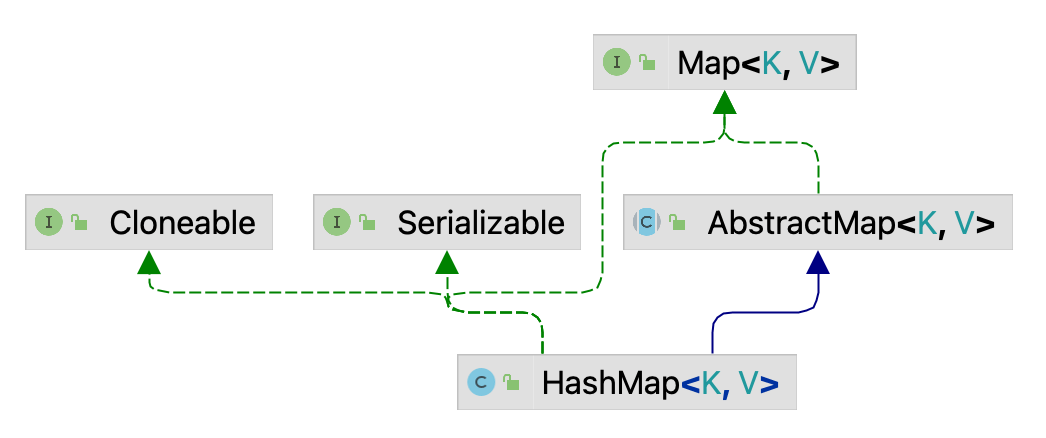 I Map<K, V>
I Cloneable
I Serializable
C AbstractMap<K, V>
C HashMap<K, V>